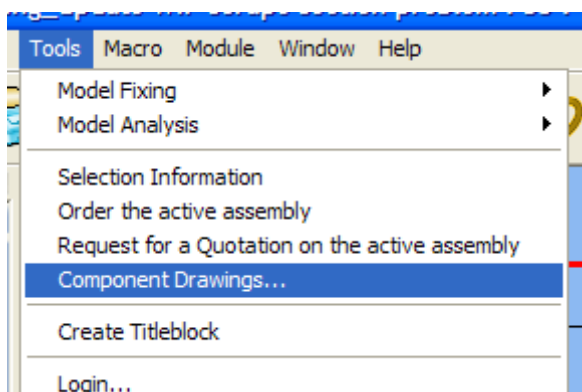 Tools Macro Module Window Help
Model Fixing
Model Analysis
Selection Information
Order the active assembly
Request for a Quotation on the active assembly
Component Drawings...
Create Titleblock
Login...